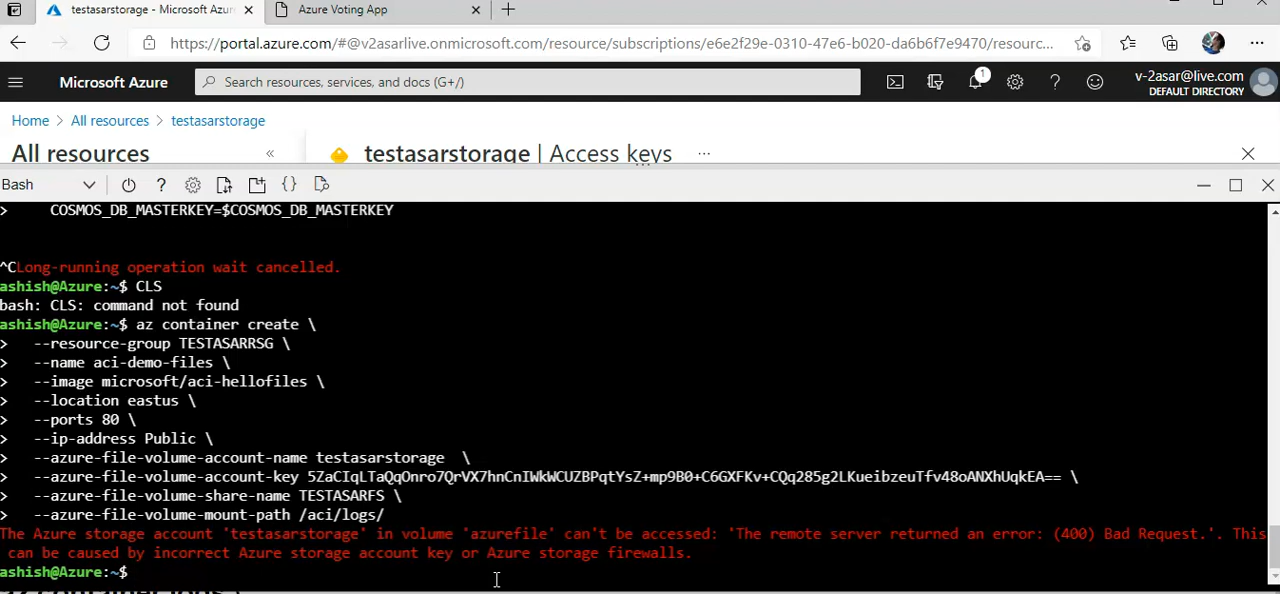 testasarstorage - Microsoft Azur
Azure Voting App
https://portal.azure.com/#@v2asarlive.onmicrosoft.com/resource/subscriptions/e6e2f29e-0310-47e6-b020-da6b6f7e9470/resourc...
Microsoft Azure
Search resources, services, and docs (G+/)
1
v-2asar@live.com
DEFAULT DIRECTORY
Home > All resources > testasarstorage
All resources
testasarstorage | Access keys
Bash
> COSMOS_DB_MASTERKEY=$COSMOS_DB_MASTERKEY
^CLong-running operation wait cancelled.
ashish@Azure:~$ CLS
bash: CLS: command not found
ashish@Azure:~$ az container create \
> --resource-group TESTASARRSG \
> --name aci-demo-files \
> --image microsoft/aci-hellofiles \
> --location eastus \
> --ports 80 \
> --ip-address Public \
> --azure-file-volume-account-name testasarstorage \
> --azure-file-volume-account-key 5ZaCIqLTaQqOnro7QrVX7hnCnIWkWCUZBPqtYsZ+mp9B0+C6GXFKv+CQq285g2LKueibzeuTfv48oANXhUqkEA== \
> --azure-file-volume-share-name TESTASARFS \
> --azure-file-volume-mount-path /aci/logs/
The Azure storage account 'testasarstorage' in volume 'azurefile' can't be accessed: 'The remote server returned an error: (400) Bad Request.'. This
can be caused by incorrect Azure storage account key or Azure storage firewalls.
ashish@Azure:~$